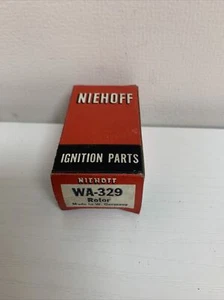 NIEHOFF
IGNITION PARTS
NIEHOFF
WA-329
Rotor